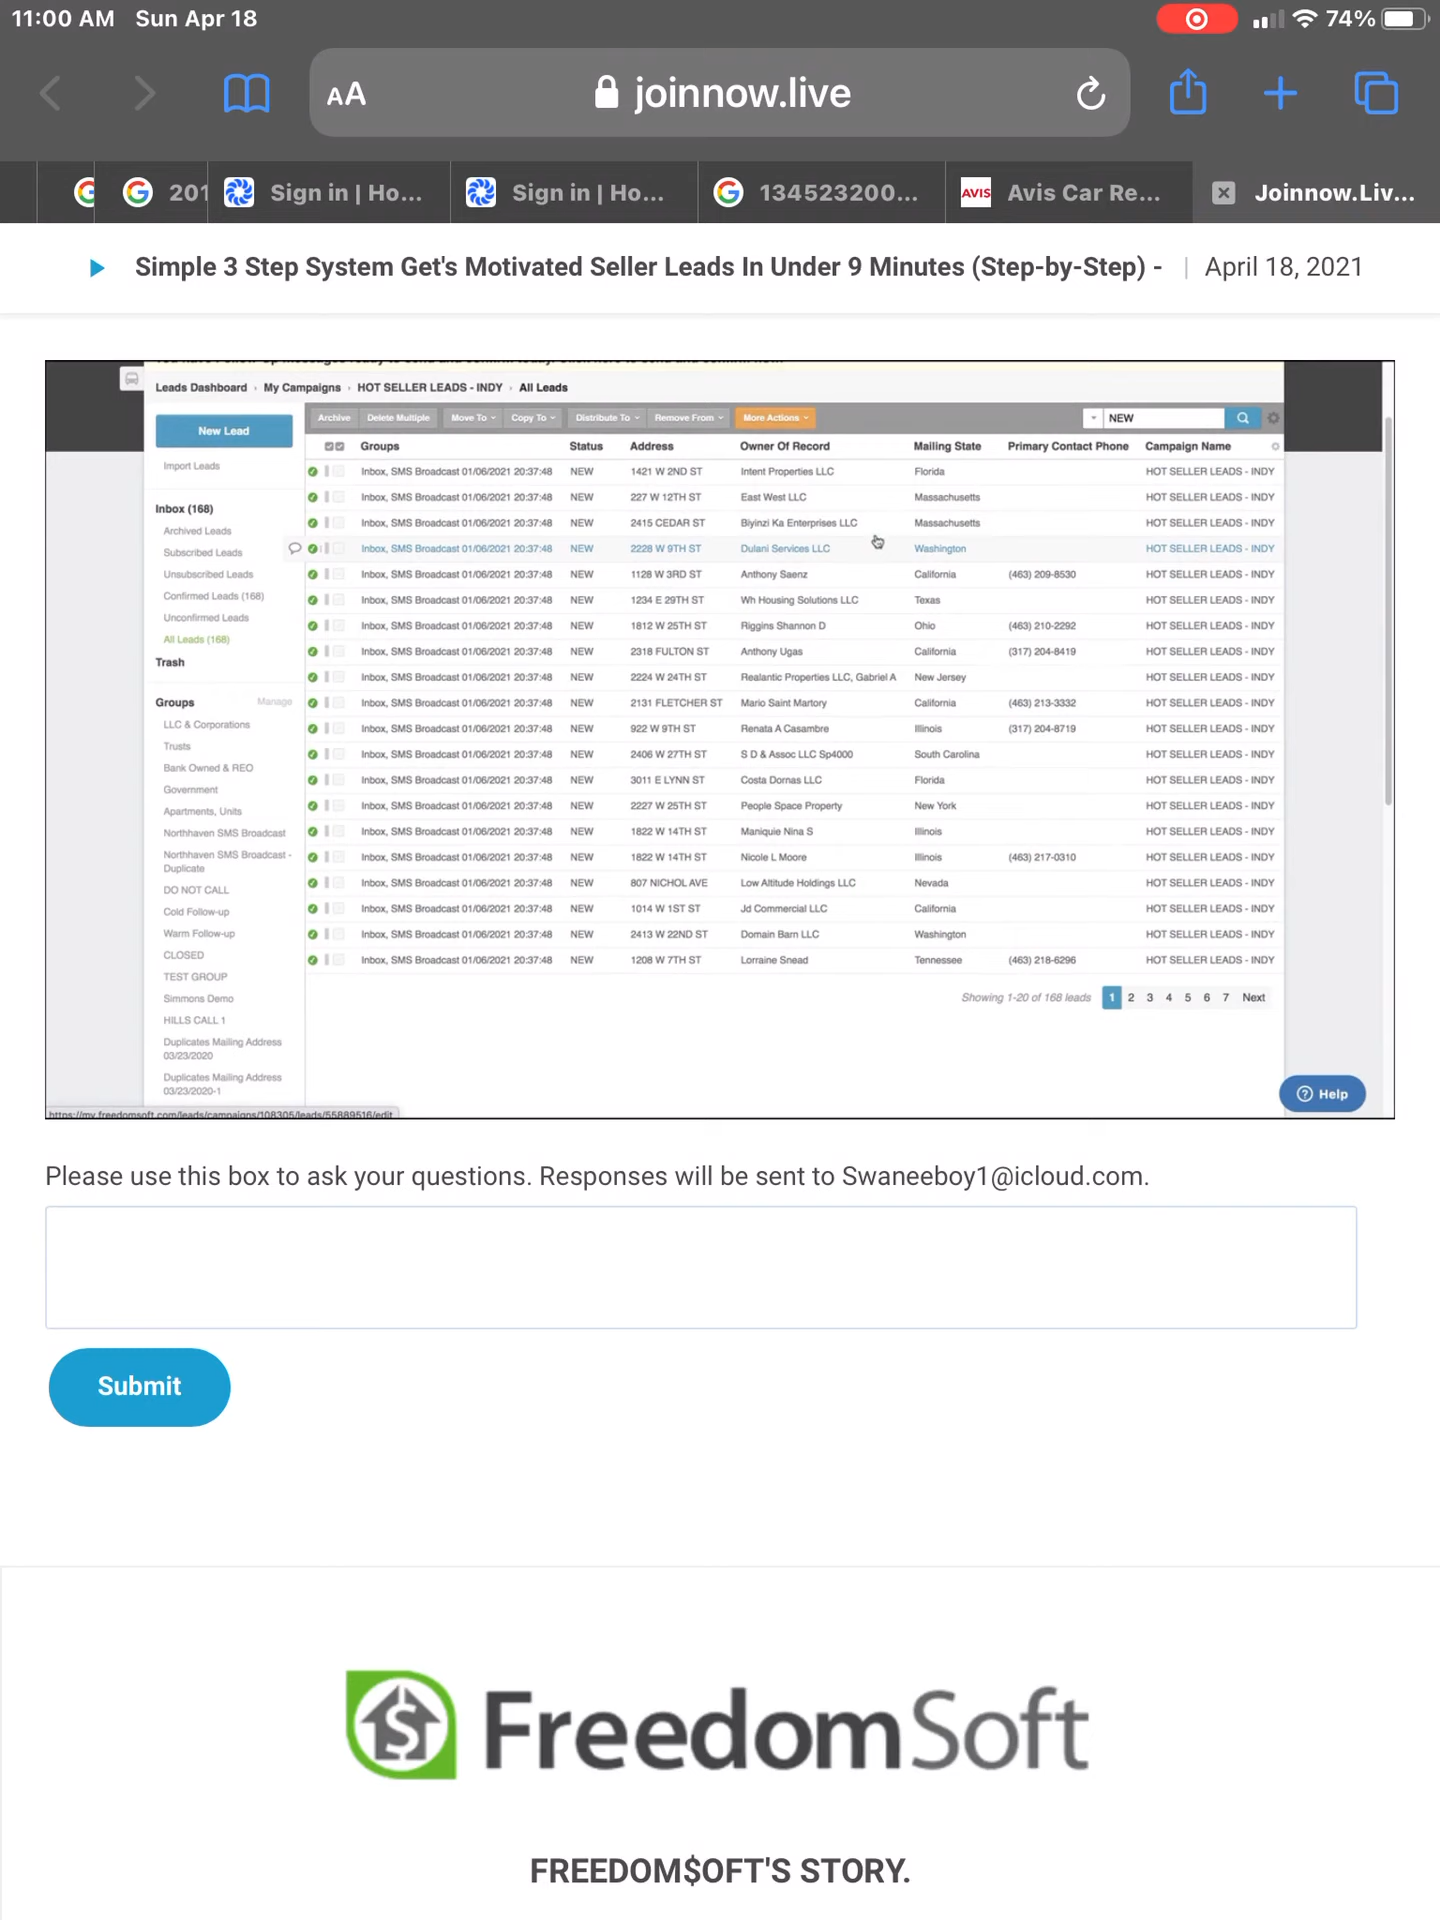 11:00 AM Sun Apr 18 74%
AA joinnow.live
201 Sign in | Ho... Sign in | Ho... 134523200... AVIS Avis Car Re... Joinnow.Liv...
Simple 3 Step System Get's Motivated Seller Leads In Under 9 Minutes (Step-by-Step) - | April 18, 2021
Leads Dashboard My Campaigns HOT SELLER LEADS - INDY All Leads
New Lead
Import Leads
Inbox (168)
Archived Leads
Subscribed Leads
Unsubscribed Leads
Confirmed Leads (168)
Unconfirmed Leads
All Leads (168)
Trash
Groups Manage
LLC & Corporations
Trusts
Bank Owned & REO
Government
Apartments, Units
Northhaven SMS Broadcast
Northhaven SMS Broadcast -
Duplicate
DO NOT CALL
Cold Follow-up
Warm Follow-up
CLOSED
TEST GROUP
Simmons Demo
HILLS CALL 1
Duplicates Mailing Address
03/23/2020
Duplicates Mailing Address
03/23/2020-1
Archive Delete Multiple Move To Copy To Distribute To Remove From More Actions NEW
Groups Status Address Owner Of Record Mailing State Primary Contact Phone Campaign Name
Inbox, SMS Broadcast 01/06/2021 20:37:48 NEW 1421 W 2ND ST Intent Properties LLC Florida HOT SELLER LEADS - INDY
Inbox, SMS Broadcast 01/06/2021 20:37:48 NEW 227 W 12TH ST East West LLC Massachusetts HOT SELLER LEADS - INDY
Inbox, SMS Broadcast 01/06/2021 20:37:48 NEW 2415 CEDAR ST Biyinzi Ka Enterprises LLC Massachusetts HOT SELLER LEADS - INDY
Inbox, SMS Broadcast 01/06/2021 20:37:48 NEW 2228 W 9TH ST Dulani Services LLC Washington HOT SELLER LEADS - INDY
Inbox, SMS Broadcast 01/06/2021 20:37:48 NEW 1128 W 3RD ST Anthony Saenz California (463) 209-8530 HOT SELLER LEADS - INDY
Inbox, SMS Broadcast 01/06/2021 20:37:48 NEW 1234 E 29TH ST Wh Housing Solutions LLC Texas HOT SELLER LEADS - INDY
Inbox, SMS Broadcast 01/06/2021 20:37:48 NEW 1812 W 25TH ST Riggins Shannon D Ohio (463) 210-2292 HOT SELLER LEADS - INDY
Inbox, SMS Broadcast 01/06/2021 20:37:48 NEW 2318 FULTON ST Anthony Ugas California (317) 204-8419 HOT SELLER LEADS - INDY
Inbox, SMS Broadcast 01/06/2021 20:37:48 NEW 2224 W 24TH ST Realantic Properties LLC, Gabriel A New Jersey HOT SELLER LEADS - INDY
Inbox, SMS Broadcast 01/06/2021 20:37:48 NEW 2131 FLETCHER ST Mario Saint Martory California (463) 213-3332 HOT SELLER LEADS - INDY
Inbox, SMS Broadcast 01/06/2021 20:37:48 NEW 922 W 9TH ST Renata A Casambre Illinois (317) 204-8719 HOT SELLER LEADS - INDY
Inbox, SMS Broadcast 01/06/2021 20:37:48 NEW 2406 W 27TH ST S D & Assoc LLC Sp4000 South Carolina HOT SELLER LEADS - INDY
Inbox, SMS Broadcast 01/06/2021 20:37:48 NEW 3011 E LYNN ST Costa Dornas LLC Florida HOT SELLER LEADS - INDY
Inbox, SMS Broadcast 01/06/2021 20:37:48 NEW 2227 W 25TH ST People Space Property New York HOT SELLER LEADS - INDY
Inbox, SMS Broadcast 01/06/2021 20:37:48 NEW 1822 W 14TH ST Maniquie Nina S Illinois HOT SELLER LEADS - INDY
Inbox, SMS Broadcast 01/06/2021 20:37:48 NEW 1822 W 14TH ST Nicole L Moore Illinois (463) 217-0310 HOT SELLER LEADS - INDY
Inbox, SMS Broadcast 01/06/2021 20:37:48 NEW 807 NICHOL AVE Low Altitude Holdings LLC Nevada HOT SELLER LEADS - INDY
Inbox, SMS Broadcast 01/06/2021 20:37:48 NEW 1014 W 1ST ST Jd Commercial LLC California HOT SELLER LEADS - INDY
Inbox, SMS Broadcast 01/06/2021 20:37:48 NEW 2413 W 22ND ST Domain Barn LLC Washington HOT SELLER LEADS - INDY
Inbox, SMS Broadcast 01/06/2021 20:37:48 NEW 1208 W 7TH ST Lorraine Snead Tennessee (463) 218-6296 HOT SELLER LEADS - INDY
Showing 1-20 of 168 leads 1 2 3 4 5 6 7 Next
Help
https://my.freedomsoft.com/leads/campaigns/108305/leads/55889516/edit
Please use this box to ask your questions. Responses will be sent to Swaneeboy1@icloud.com.
Submit
FreedomSoft
FREEDOM$OFT'S STORY.